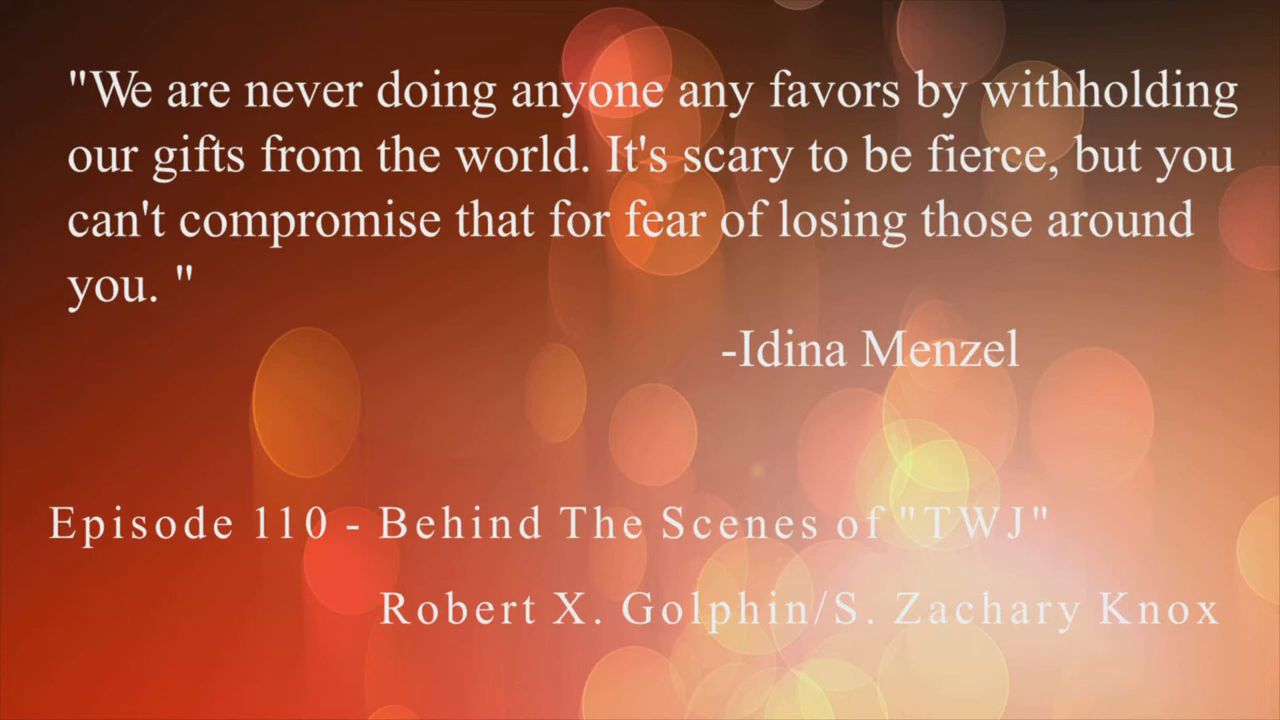 "We are never doing anyone any favors by withholding
our gifts from the world. It's scary to be fierce, but you
can't compromise that for fear of losing those around
you. "
-Idina Menzel
Episode 110 - Behind The Scenes of "TWJ"
Robert X. Golphin/S. Zachary Knox